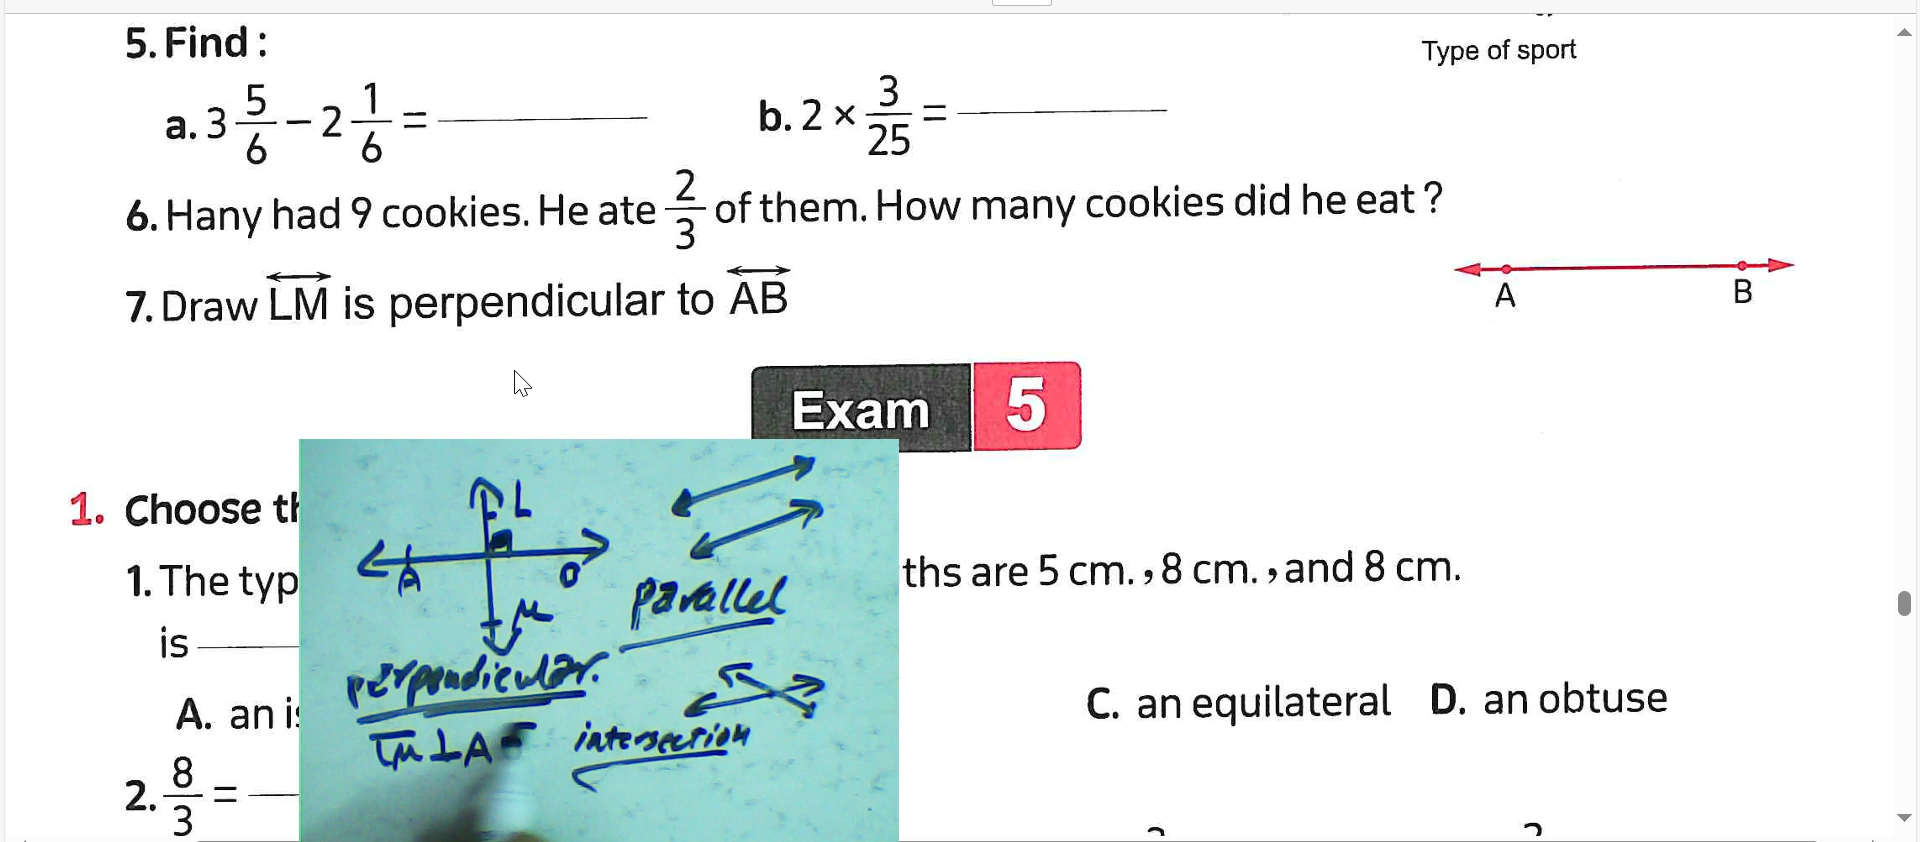 Type of sport
5. Find :
a. 3 5/6 − 2 1/6 =
b. 2 × 3/25 =
6. Hany had 9 cookies. He ate 2/3 of them. How many cookies did he eat ?
7. Draw LM is perpendicular to AB
A B
Exam 5
1. Choose th
1. The typ
ths are 5 cm. , 8 cm. , and 8 cm.
is
A. an is
C. an equilateral D. an obtuse
2. 8/3 =
L
A
M
perpendicular.
LM ⊥ A
parallel
intersection